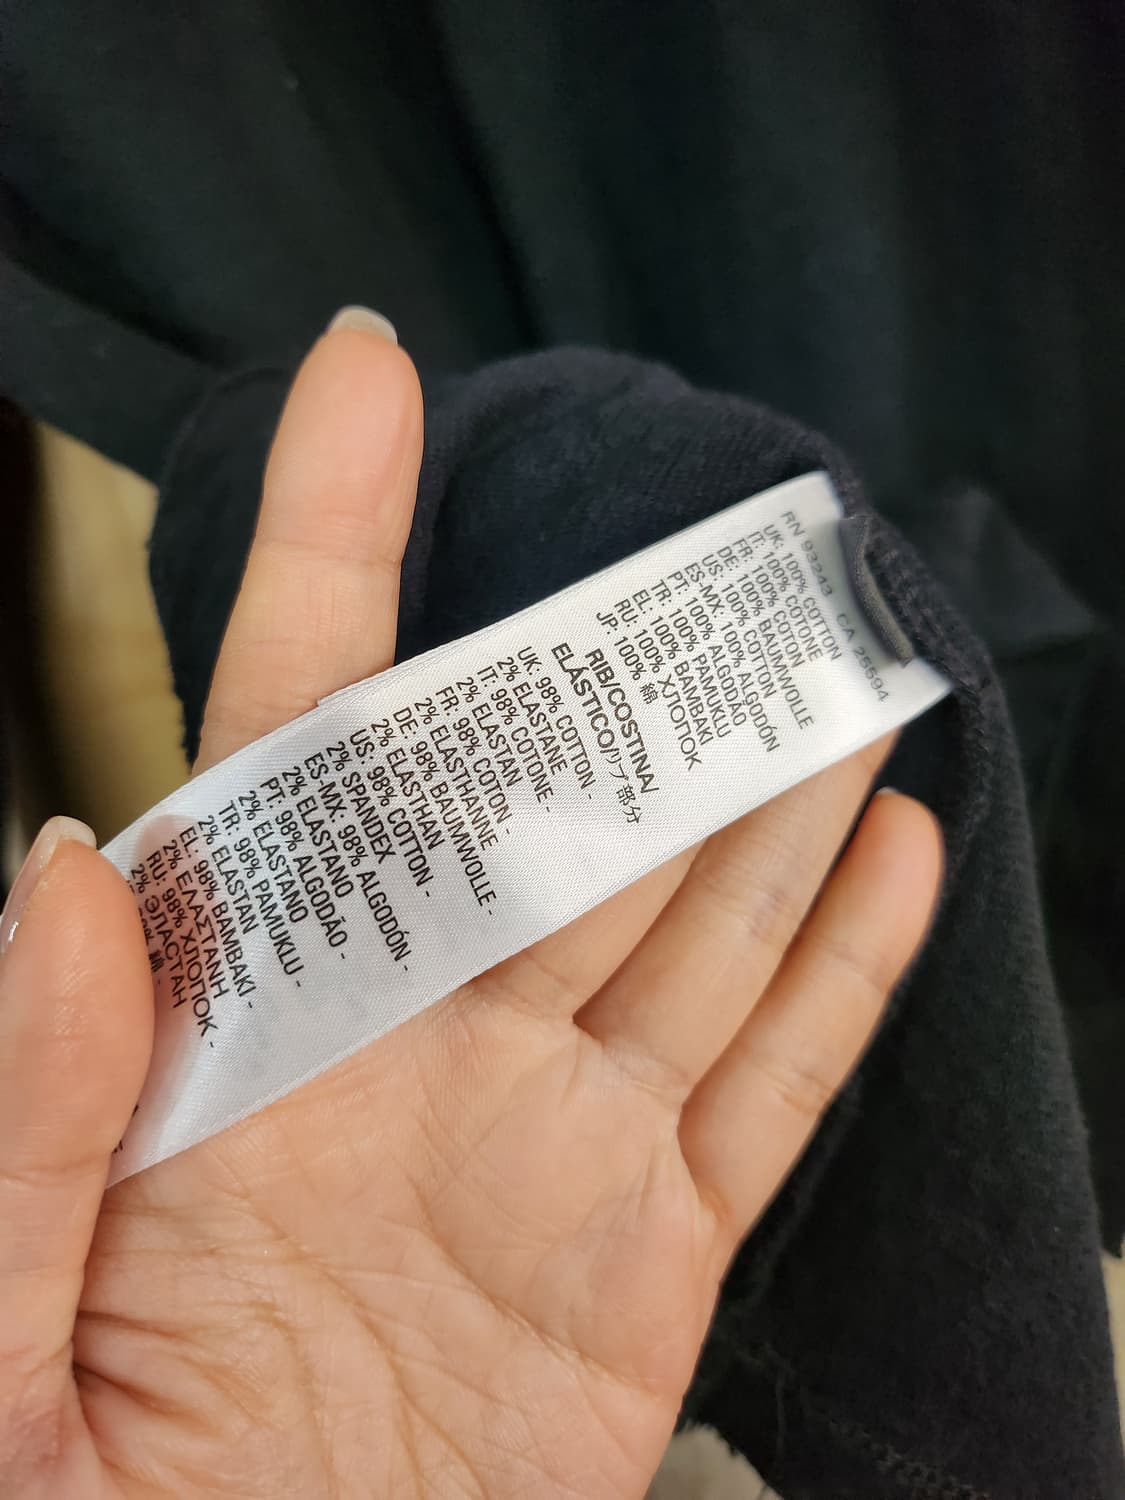 RN 93243 CA 25594
UK: 100% COTTON
IT: 100% COTONE
FR: 100% COTON
DE: 100% BAUMWOLLE
US: 100% COTTON
ES-MX: 100% ALGODÓN
PT: 100% ALGODÃO
TR: 100% PAMUKLU
EL: 100% BAMBAKI
RU: 100% ХЛОПОК
JP: 100% 綿
RIB/COSTINA/
ELÁSTICO/リブ部分
UK: 98% COTTON -
2% ELASTANE
IT: 98% COTONE -
2% ELASTAN
FR: 98% COTON -
2% ELASTHANNE
DE: 98% BAUMWOLLE -
2% ELASTHAN
US: 98% COTTON -
2% SPANDEX
ES-MX: 98% ALGODÓN -
2% ELASTANO
PT: 98% ALGODÃO -
2% ELASTANO
TR: 98% PAMUKLU -
2% ELASTAN
EL: 98% BAMBAKI -
2% ΕΛΑΣΤΑΝΗ
RU: 98% ХЛОПОК -
2% ЭЛАСТАН
綿 -